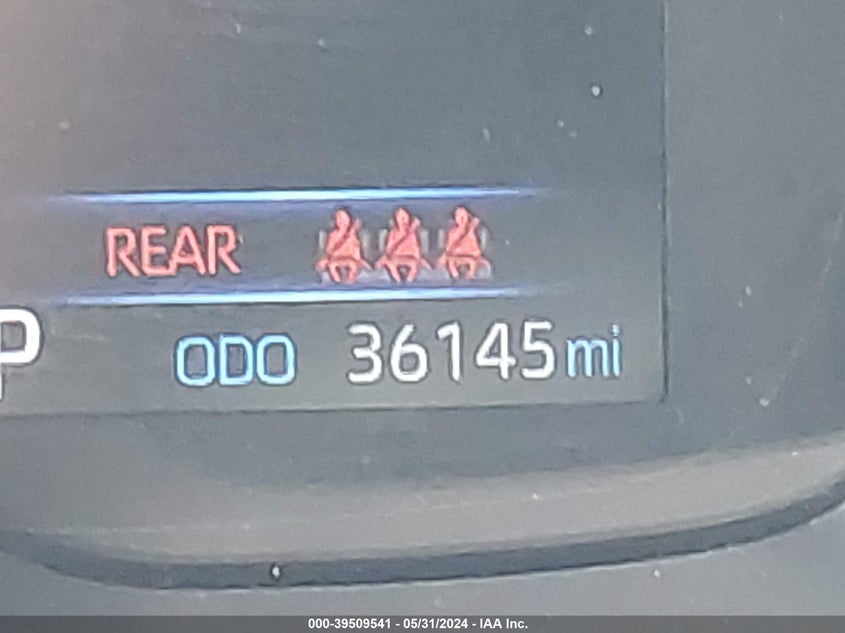 REAR
P
ODO 36145 mi
000-39509541 - 05/31/2024 - IAA Inc.